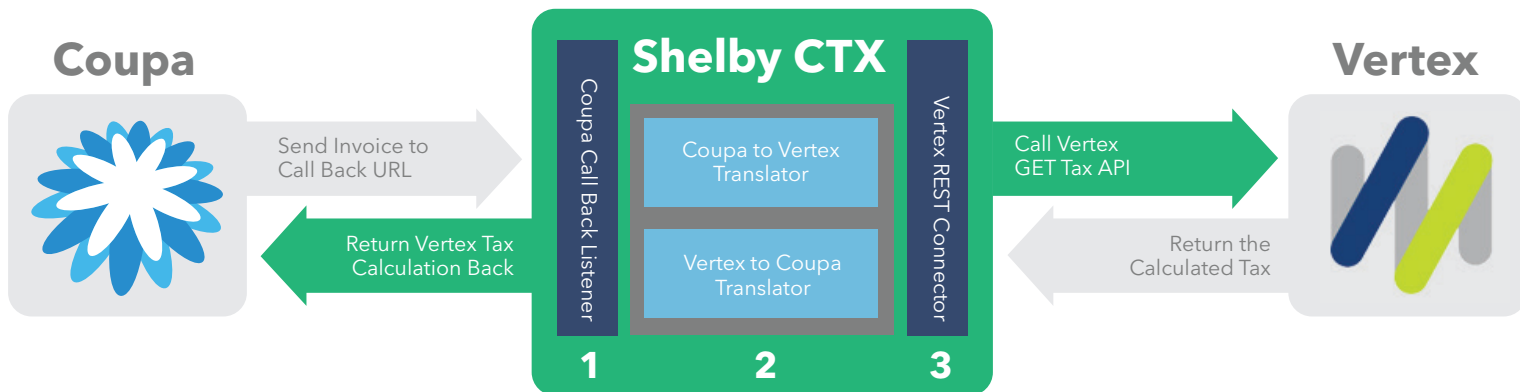 Coupa
Send Invoice to
Call Back URL
Return Vertex Tax
Calculation Back
Shelby CTX
Coupa Call Back Listener
Coupa to Vertex
Translator
Vertex to Coupa
Translator
Vertex REST Connector
1
2
3
Call Vertex
GET Tax API
Return the
Calculated Tax
Vertex